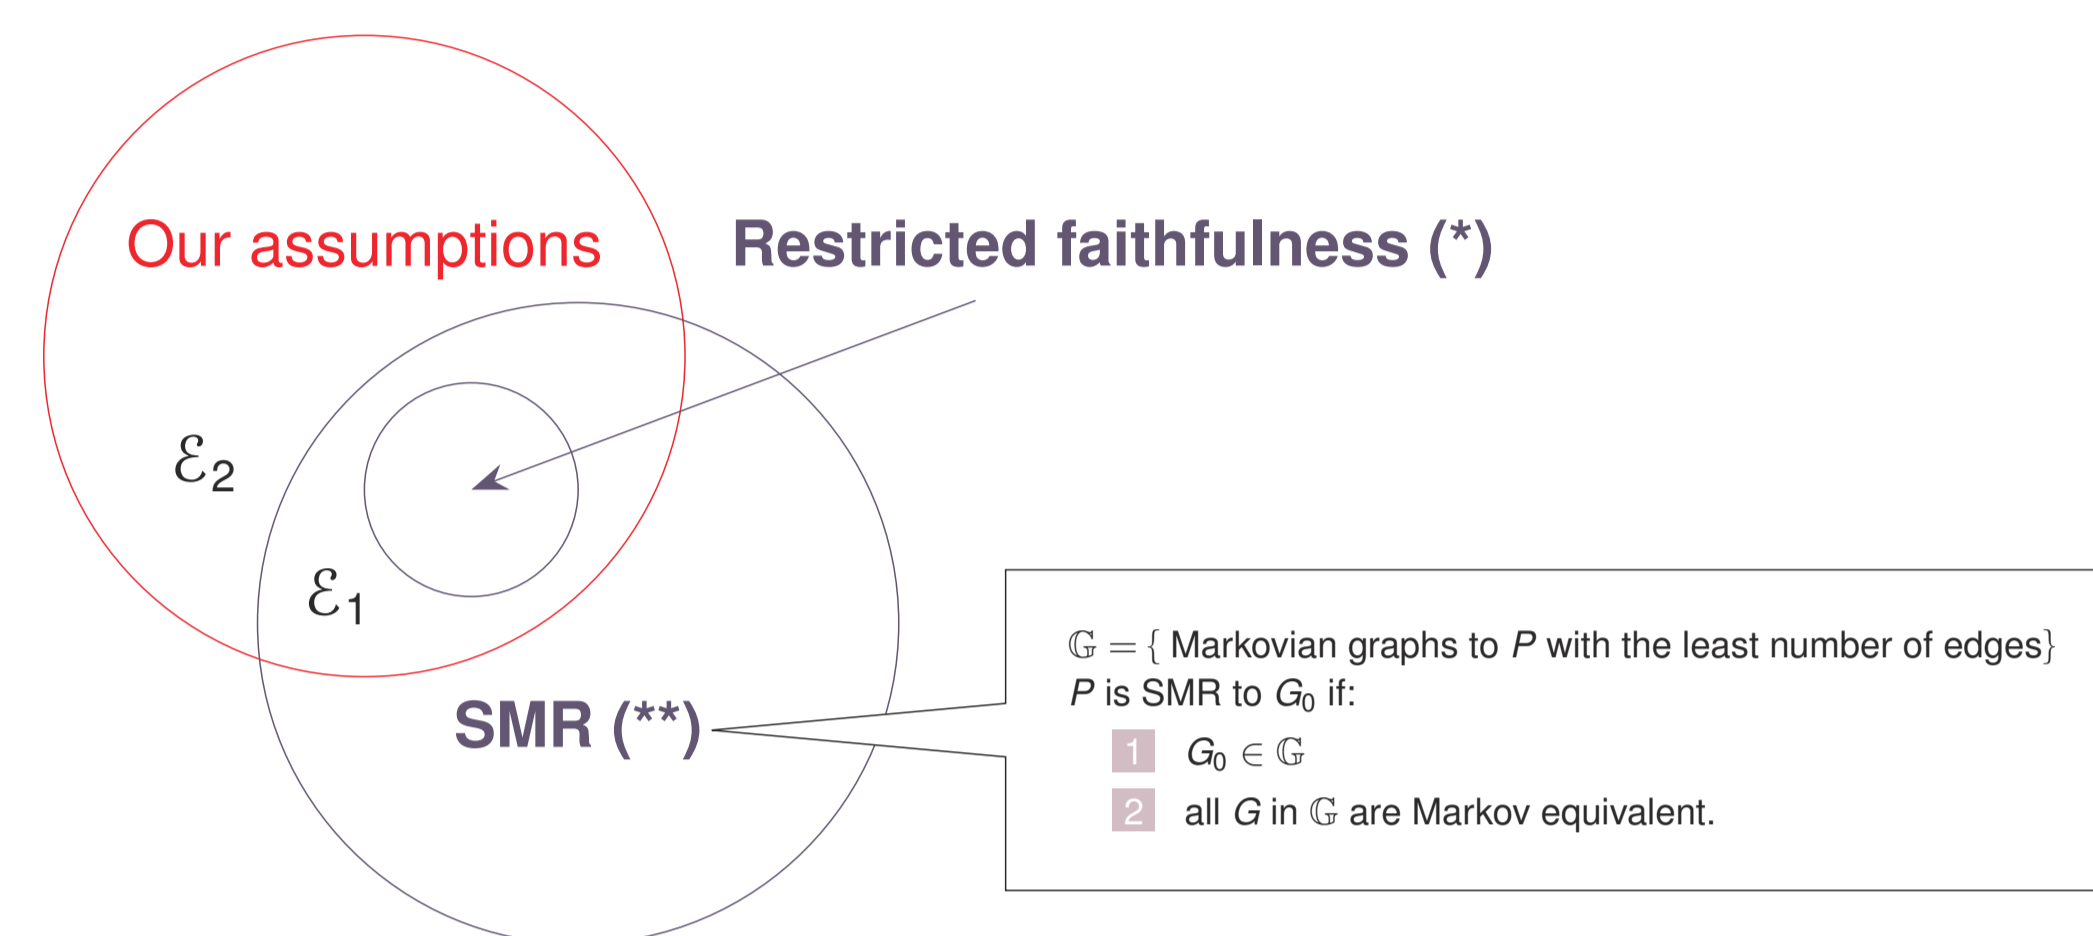 Our assumptions
Restricted faithfulness (*)
ℰ₂
ℰ₁
SMR (**)
𝔾 = { Markovian graphs to P with the least number of edges}
P is SMR to G₀ if:
1 G₀ ∈ 𝔾
2 all G in 𝔾 are Markov equivalent.